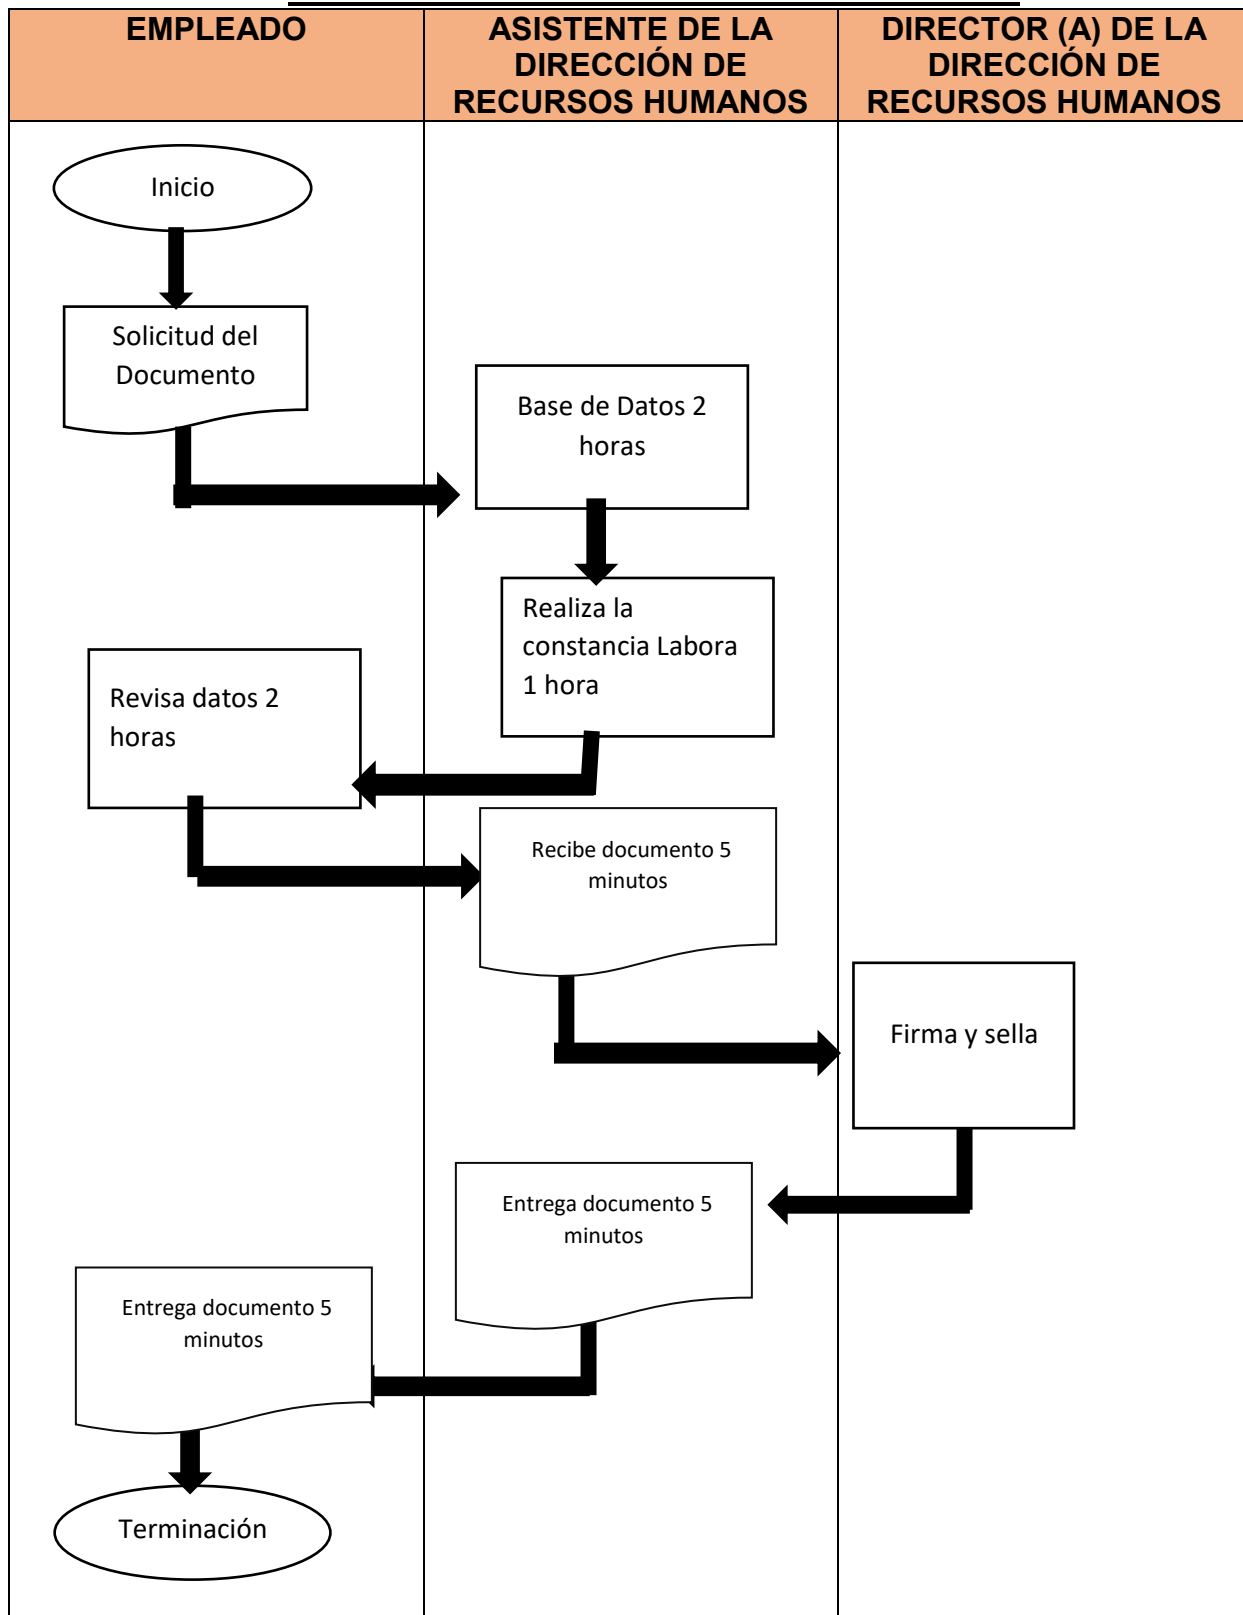 EMPLEADO
ASISTENTE DE LA
DIRECCIÓN DE
RECURSOS HUMANOS
DIRECTOR (A) DE LA
DIRECCIÓN DE
RECURSOS HUMANOS
Inicio
Solicitud del
Documento
Base de Datos 2
horas
Realiza la
constancia Labora
1 hora
Revisa datos 2
horas
Recibe documento 5
minutos
Firma y sella
Entrega documento 5
minutos
Entrega documento 5
minutos
Terminación